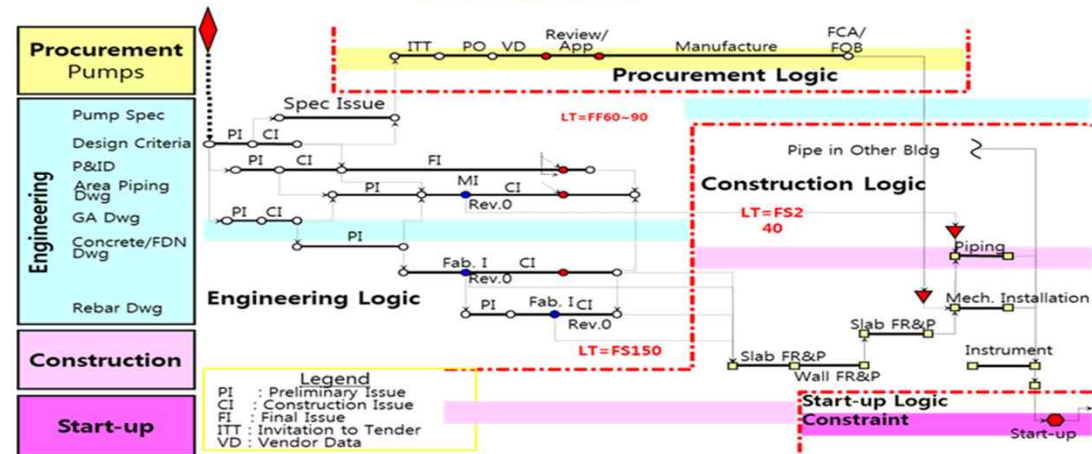 Procurement
Pumps
ITT
PO
VD
Review/
App
Manufacture
FCA/
FOB
Procurement Logic
Engineering
Pump Spec
Spec Issue
LT=FF60~90
Design Criteria
PI
CI
Pipe in Other Bldg
P&ID
PI
CI
FI
Area Piping
Dwg
PI
MI
CI
Rev.0
Construction Logic
GA Dwg
PI
CI
LT=FS2
40
Concrete/FDN
Dwg
PI
Piping
Fab. I
CI
Rev.0
Engineering Logic
Mech. Installation
Rebar Dwg
PI
Fab. I
CI
Rev.0
Slab FR&P
LT=FS150
Construction
Slab FR&P
Wall FR&P
Instrument
Legend
PI : Preliminary Issue
CI : Construction Issue
FI : Final Issue
ITT : Invitation to Tender
VD : Vendor Data
Start-up
Start-up Logic
Constraint
Start-up